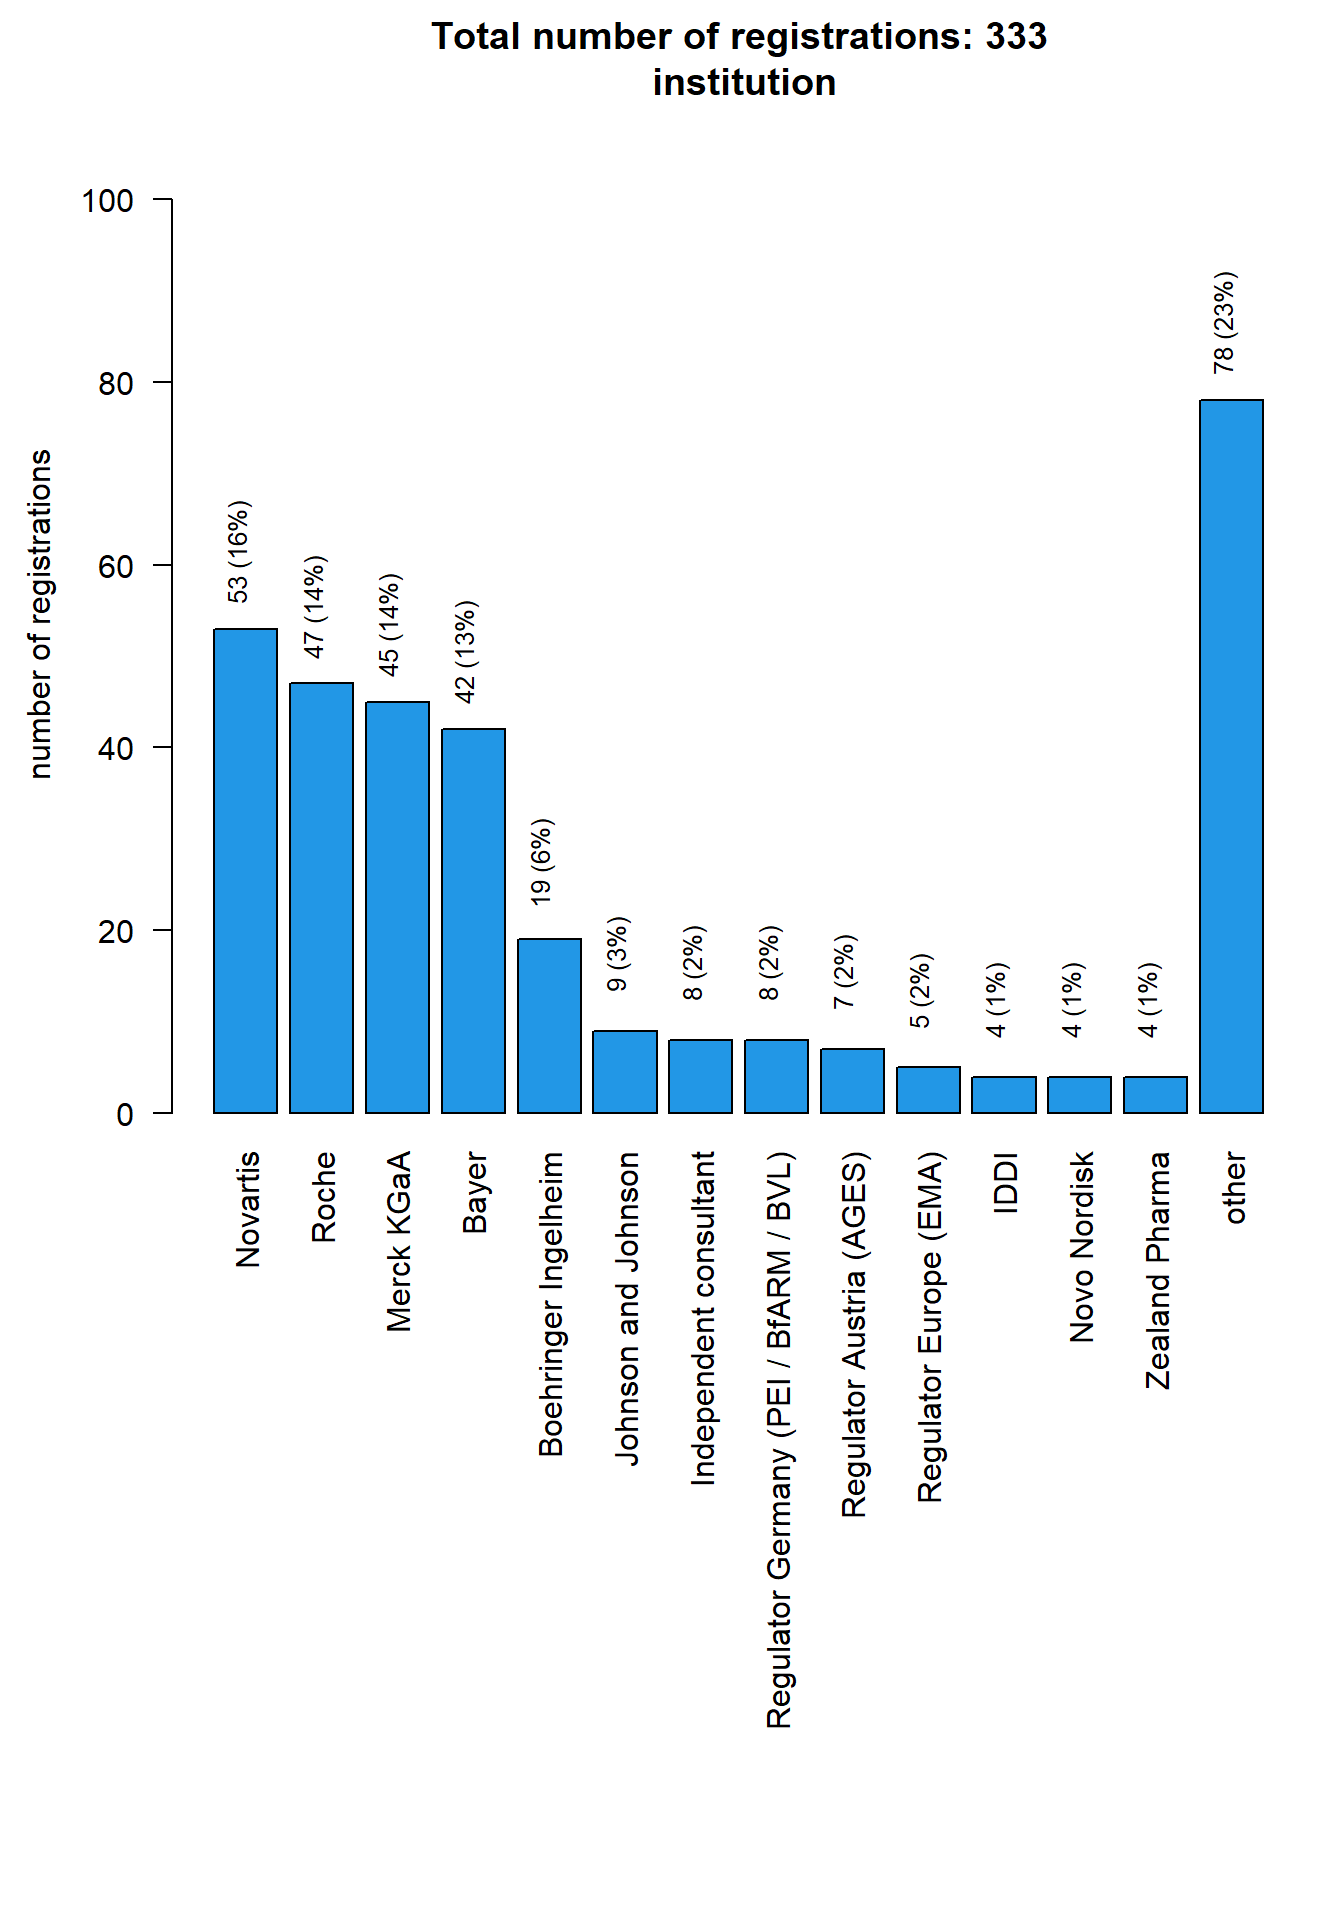 Total number of registrations: 333
institution
number of registrations
100
80
60
40
20
0
53 (16%)
47 (14%)
45 (14%)
42 (13%)
19 (6%)
9 (3%)
8 (2%)
8 (2%)
7 (2%)
5 (2%)
4 (1%)
4 (1%)
4 (1%)
78 (23%)
Novartis
Roche
Merck KGaA
Bayer
Boehringer Ingelheim
Johnson and Johnson
Independent consultant
Regulator Germany (PEI / BfARM / BVL)
Regulator Austria (AGES)
Regulator Europe (EMA)
IDDI
Novo Nordisk
Zealand Pharma
other